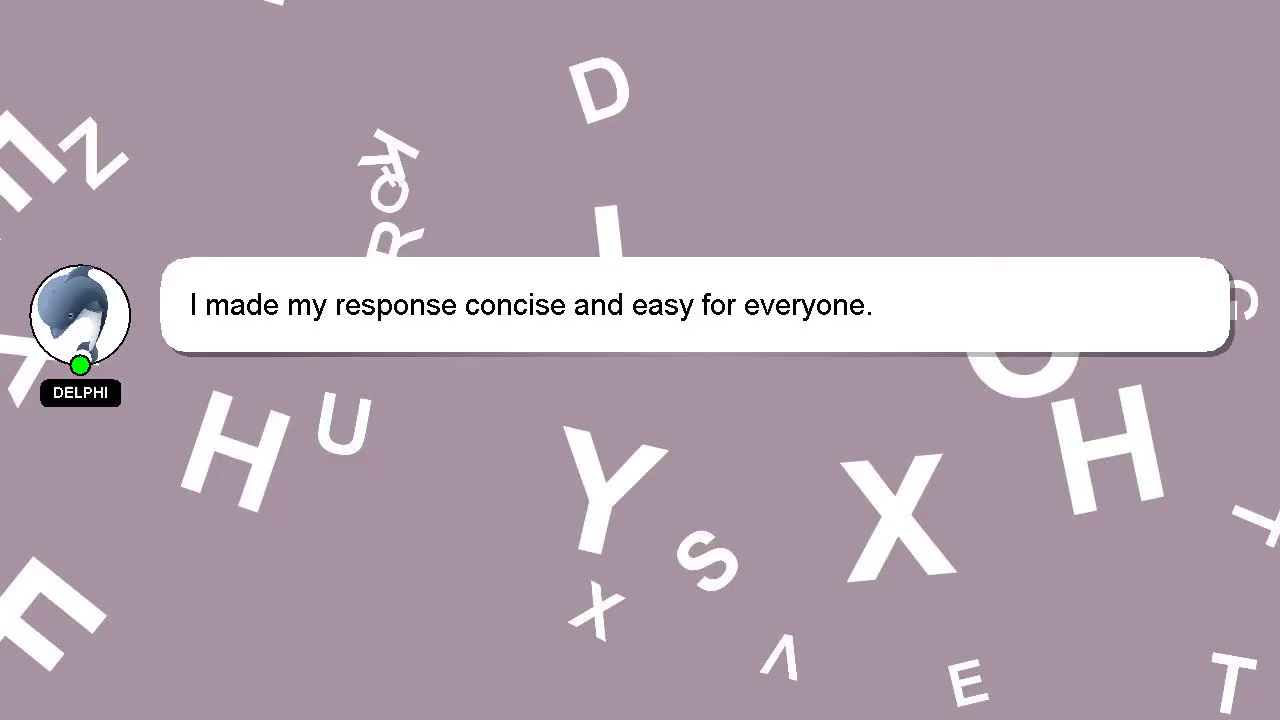 D
Z
K
C
R
I
I made my response concise and easy for everyone.
DELPHI
H
U
Y
X
H
S
X
V
E
T